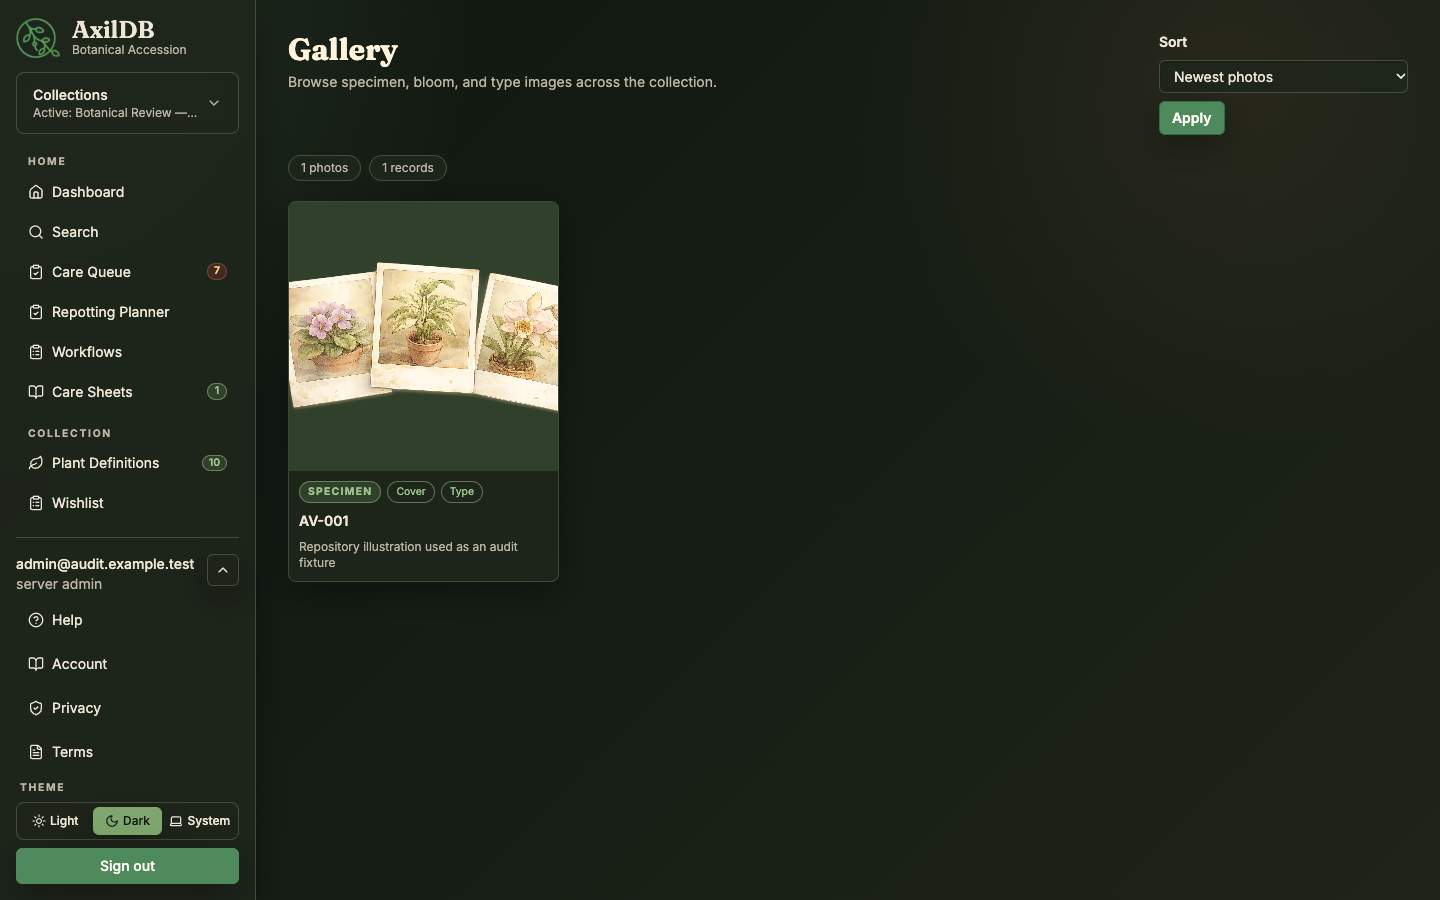 AxilDB
Botanical Accession
Collections
Active: Botanical Review —...
HOME
Dashboard
Search
Care Queue 7
Repotting Planner
Workflows
Care Sheets 1
COLLECTION
Plant Definitions 10
Wishlist
admin@audit.example.test
server admin
Help
Account
Privacy
Terms
THEME
Light Dark System
Sign out
Gallery
Browse specimen, bloom, and type images across the collection.
Sort
Newest photos
Apply
1 photos 1 records
SPECIMEN Cover Type
AV-001
Repository illustration used as an audit
fixture